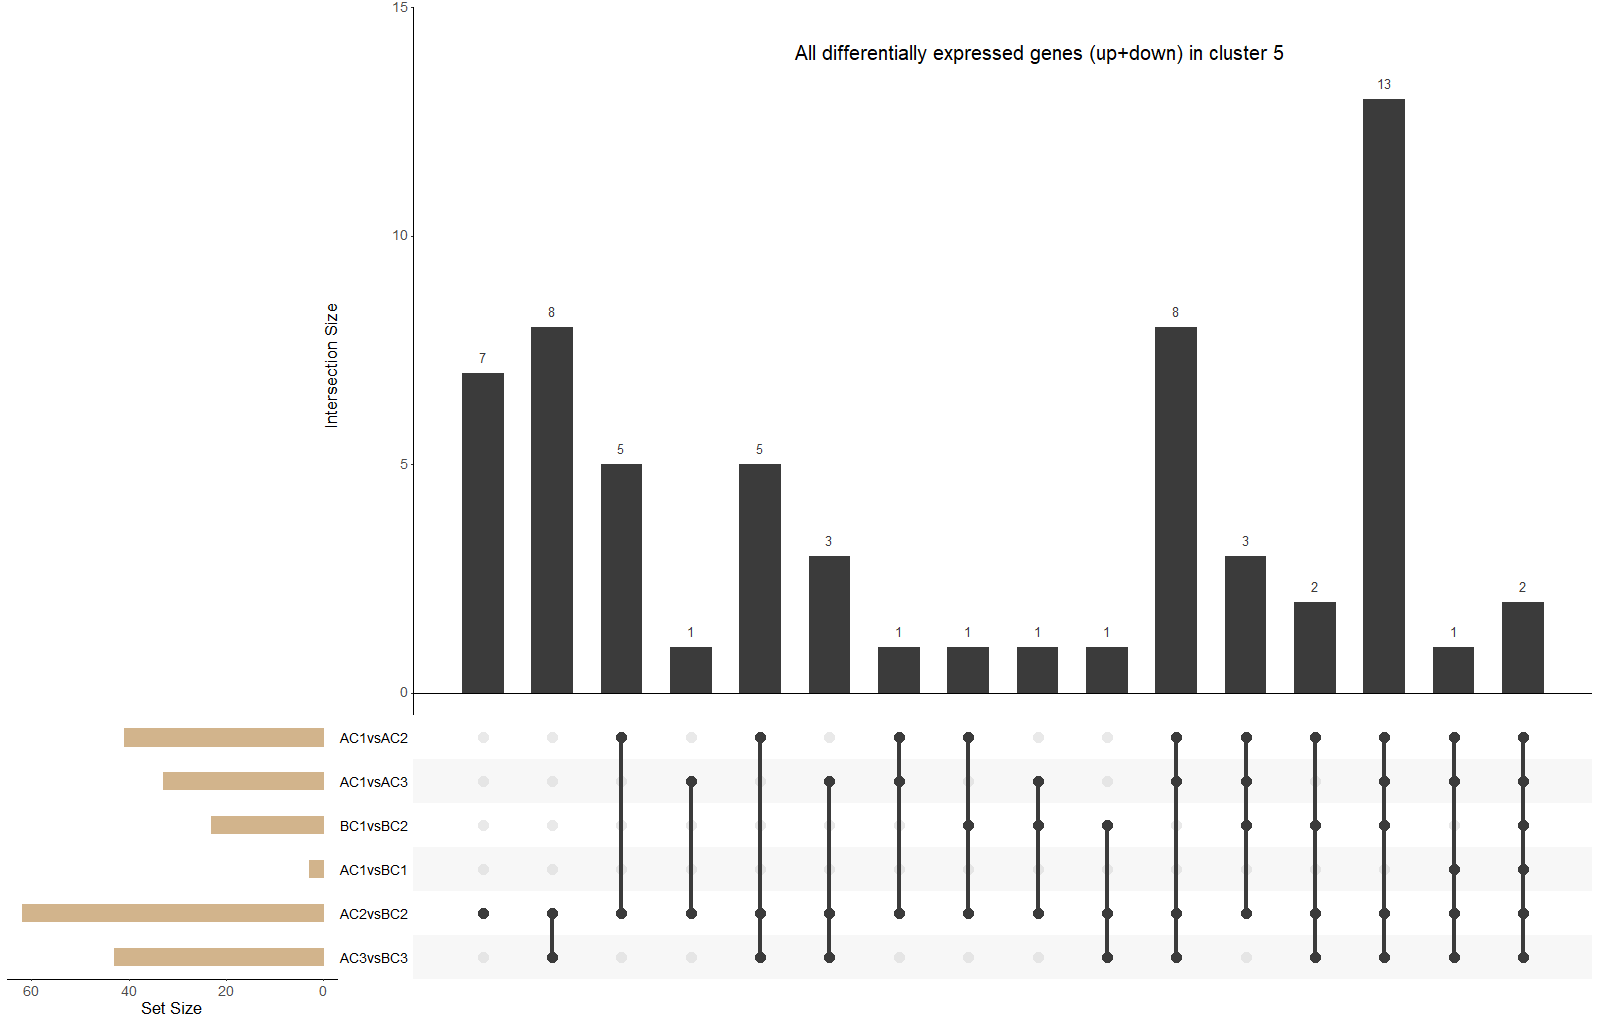 15
All differentially expressed genes (up+down) in cluster 5
13
10
Intersection Size
8
8
7
5
5
5
3
3
2
2
1
1
1
1
1
1
0
AC1vsAC2
AC1vsAC3
BC1vsBC2
AC1vsBC1
AC2vsBC2
AC3vsBC3
60 40 20 0
Set Size